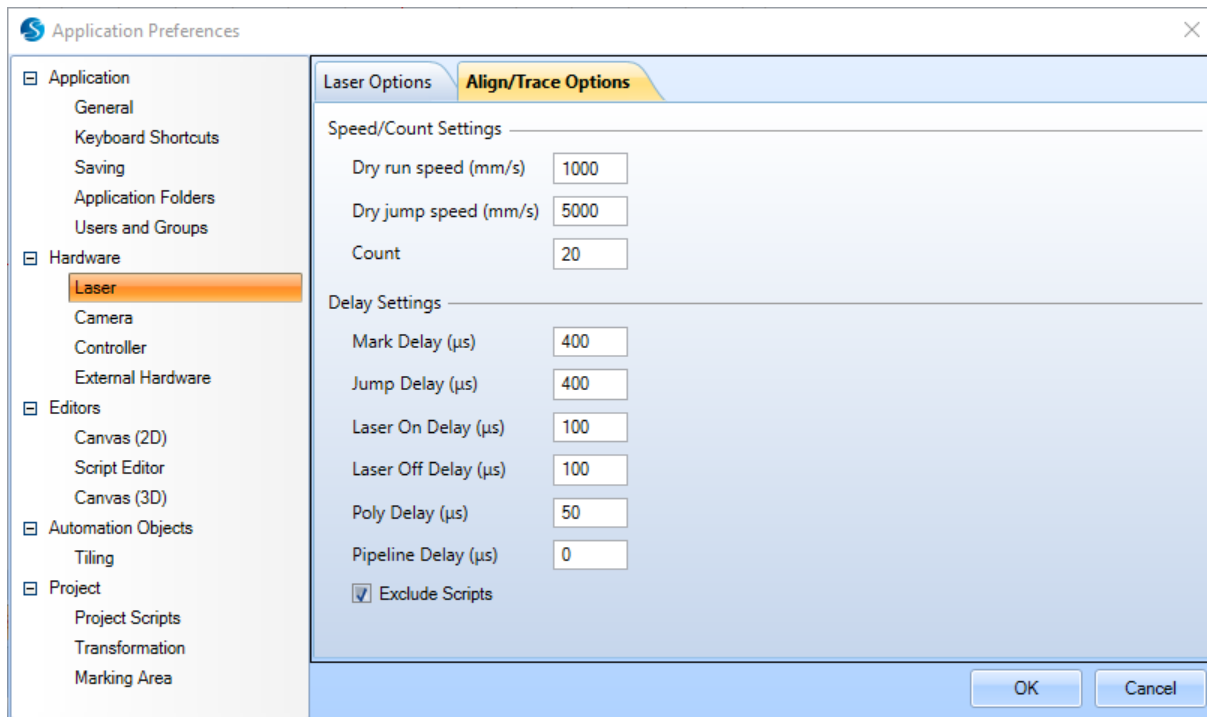 Application Preferences
Application
General
Keyboard Shortcuts
Saving
Application Folders
Users and Groups
Hardware
Laser
Camera
Controller
External Hardware
Editors
Canvas (2D)
Script Editor
Canvas (3D)
Automation Objects
Tiling
Project
Project Scripts
Transformation
Marking Area
Laser Options Align/Trace Options
Speed/Count Settings
Dry run speed (mm/s) 1000
Dry jump speed (mm/s) 5000
Count 20
Delay Settings
Mark Delay (μs) 400
Jump Delay (μs) 400
Laser On Delay (μs) 100
Laser Off Delay (μs) 100
Poly Delay (μs) 50
Pipeline Delay (μs) 0
Exclude Scripts
OK Cancel